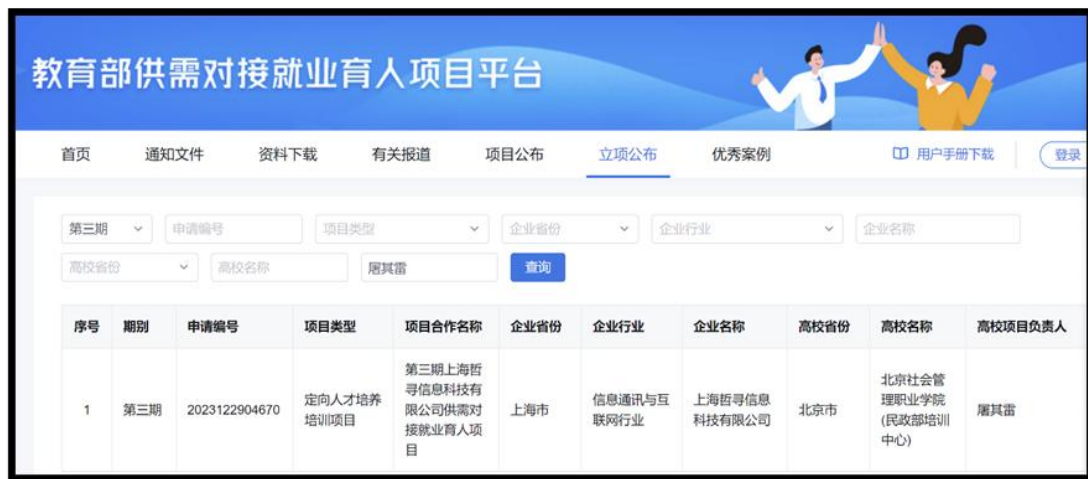 教育部供需对接就业育人项目平台
首页 通知文件 资料下载 有关报道 项目公布 立项公布 优秀案例 用户手册下载 登录
第三期 申请编号 项目类型 企业省份 企业行业 企业名称
高校省份 高校名称 屠其雷 查询
序号 期别 申请编号 项目类型 项目合作名称 企业省份 企业行业 企业名称 高校省份 高校名称 高校项目负责人
1 第三期 2023122904670 定向人才培养培训项目 第三期上海哲寻信息科技有限公司供需对接就业育人项目 上海市 信息通讯与互联网行业 上海哲寻信息科技有限公司 北京市 北京社会管理职业学院(民政部培训中心) 屠其雷